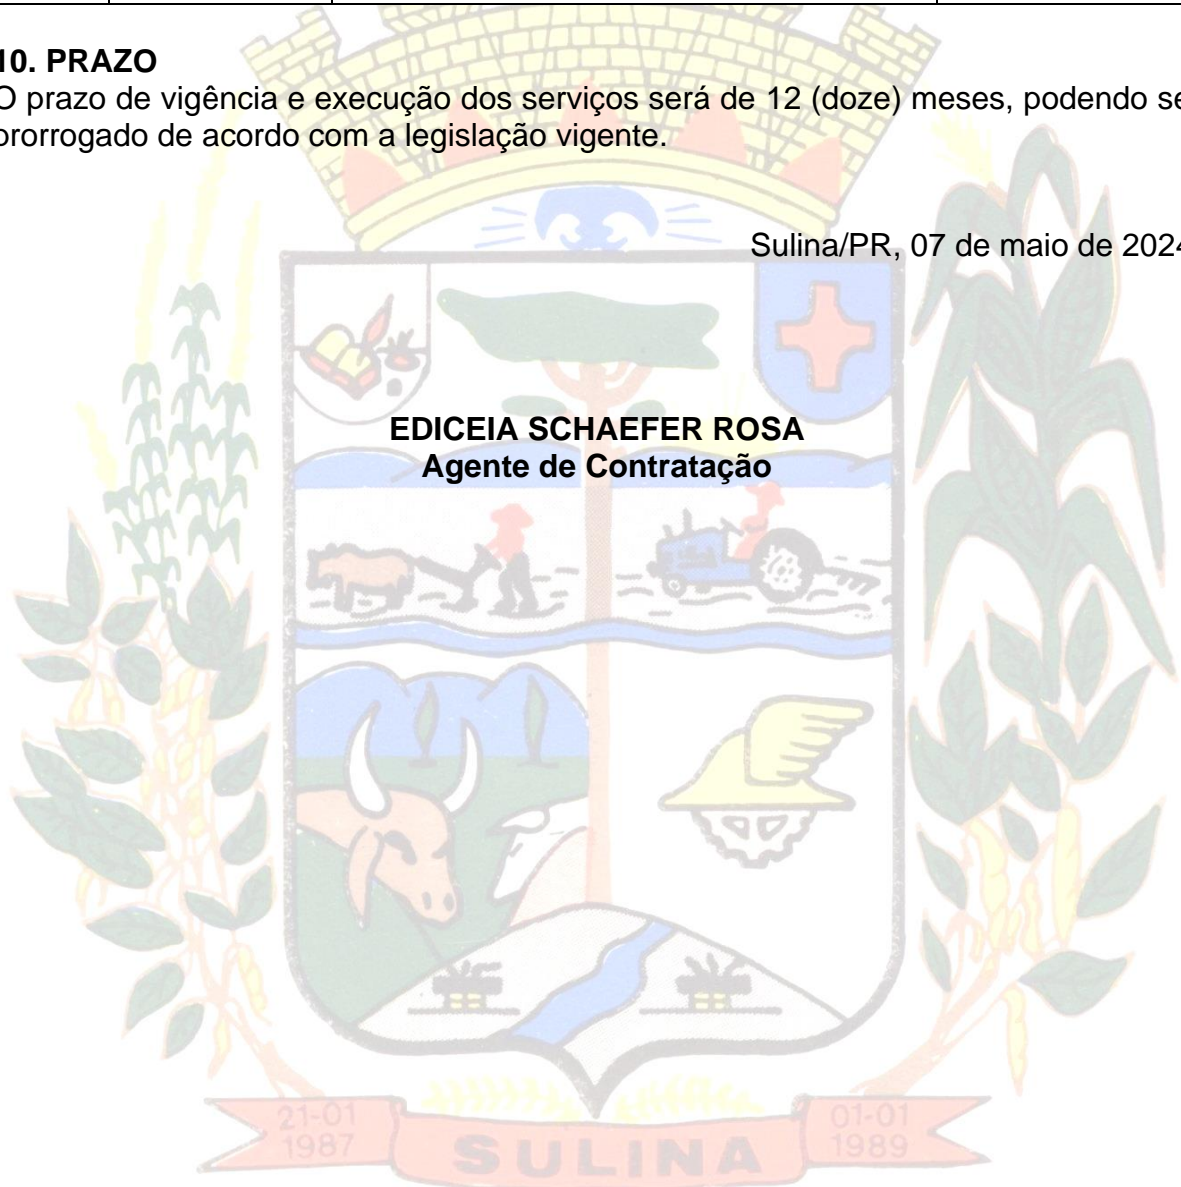 10. PRAZO
O prazo de vigência e execução dos serviços será de 12 (doze) meses, podendo se
prorrogado de acordo com a legislação vigente.
Sulina/PR, 07 de maio de 2024
EDICEIA SCHAEFER ROSA
Agente de Contratação
21-01
1987
SULINA
01-01
1989